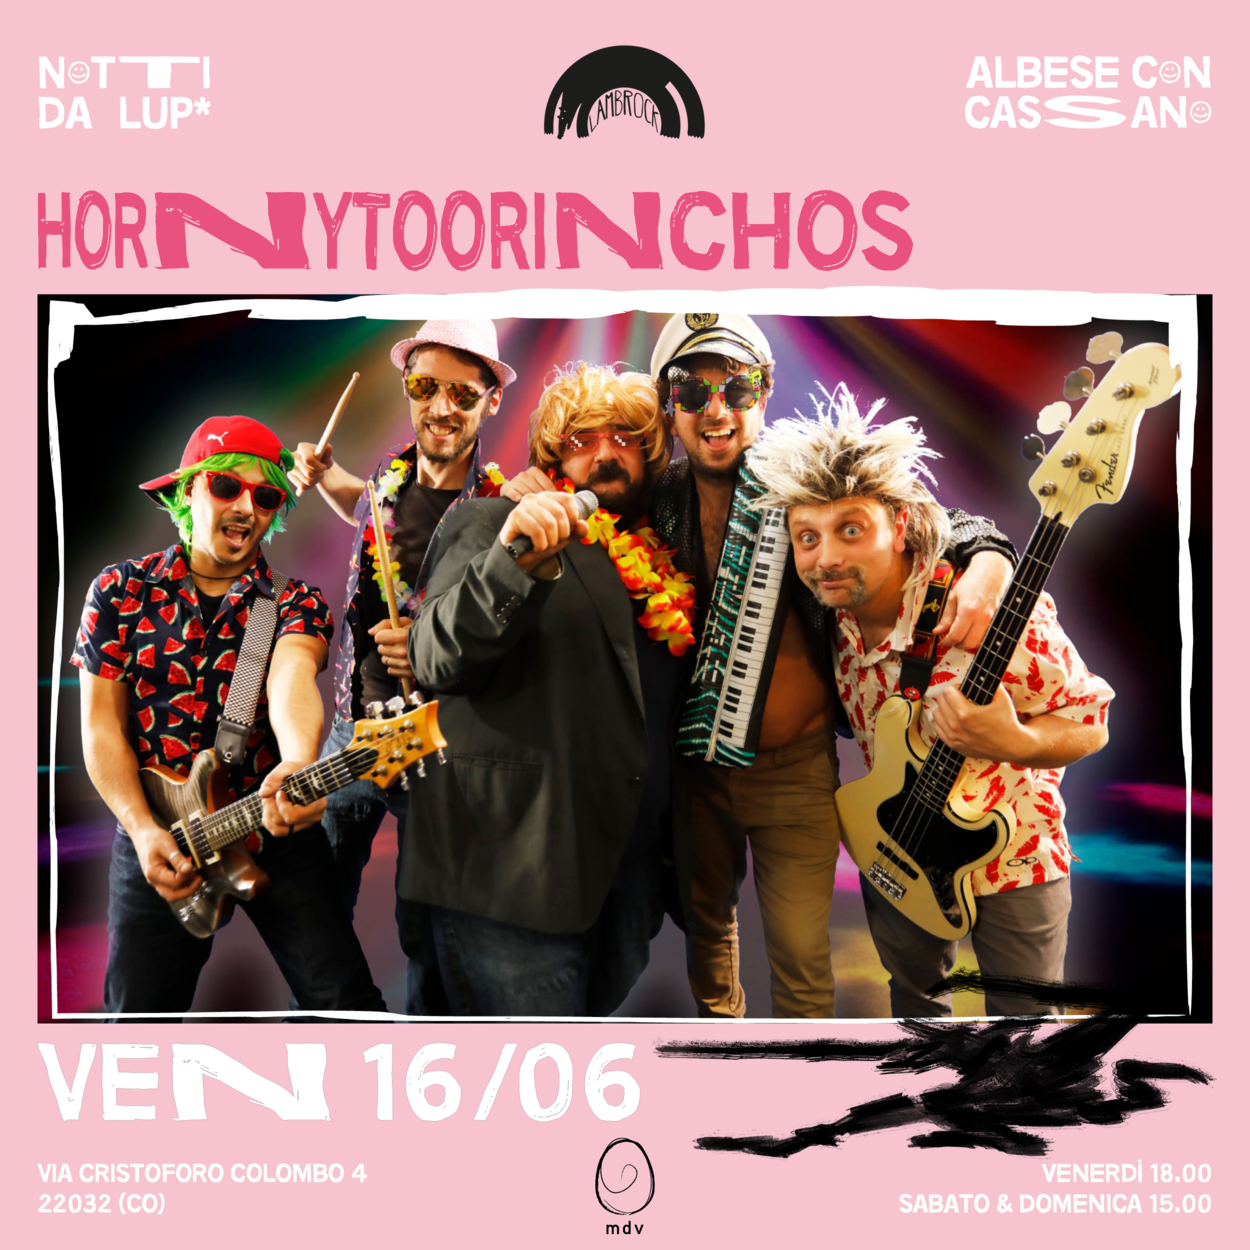 NOTTI
DA LUP*
LAMBROCK
ALBESE CON
CASSANO
HORNYTOORINCHOS
Fender
VEN 16/06
VIA CRISTOFORO COLOMBO 4
22032 (CO)
mdv
VENERDÌ 18.00
SABATO & DOMENICA 15.00